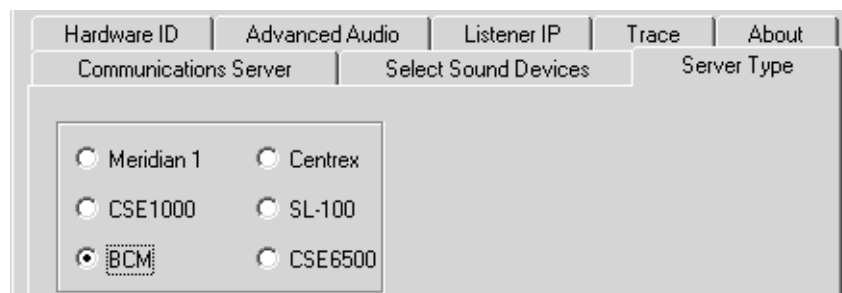 Hardware ID Advanced Audio Listener IP Trace About
Communications Server Select Sound Devices Server Type
Meridian 1 Centrex
CSE1000 SL-100
BCM CSE6500